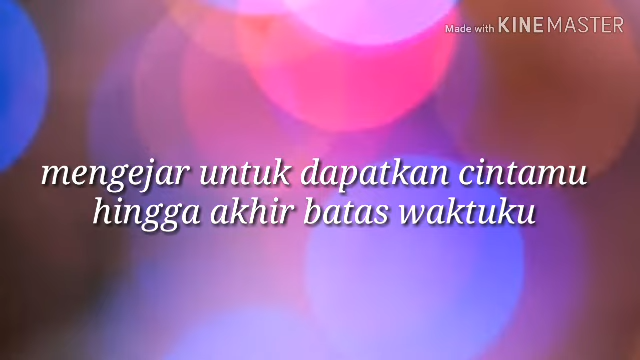 Made with KINEMASTER
mengejar untuk dapatkan cintamu
hingga akhir batas waktuku